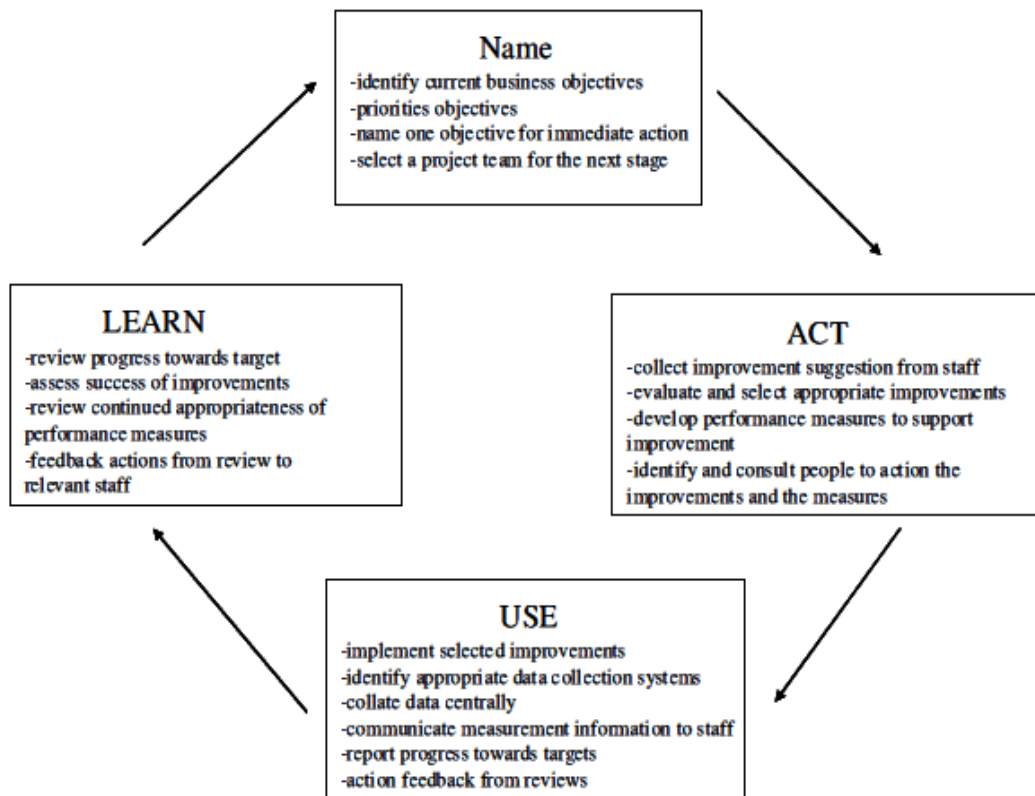 Name
-identify current business objectives
-priorities objectives
-name one objective for immediate action
-select a project team for the next stage
LEARN
-review progress towards target
-assess success of improvements
-review continued appropriateness of
performance measures
-feedback actions from review to
relevant staff
ACT
-collect improvement suggestion from staff
-evaluate and select appropriate improvements
-develop performance measures to support
improvement
-identify and consult people to action the
improvements and the measures
USE
-implement selected improvements
-identify appropriate data collection systems
-collate data centrally
-communicate measurement information to staff
-report progress towards targets
-action feedback from reviews